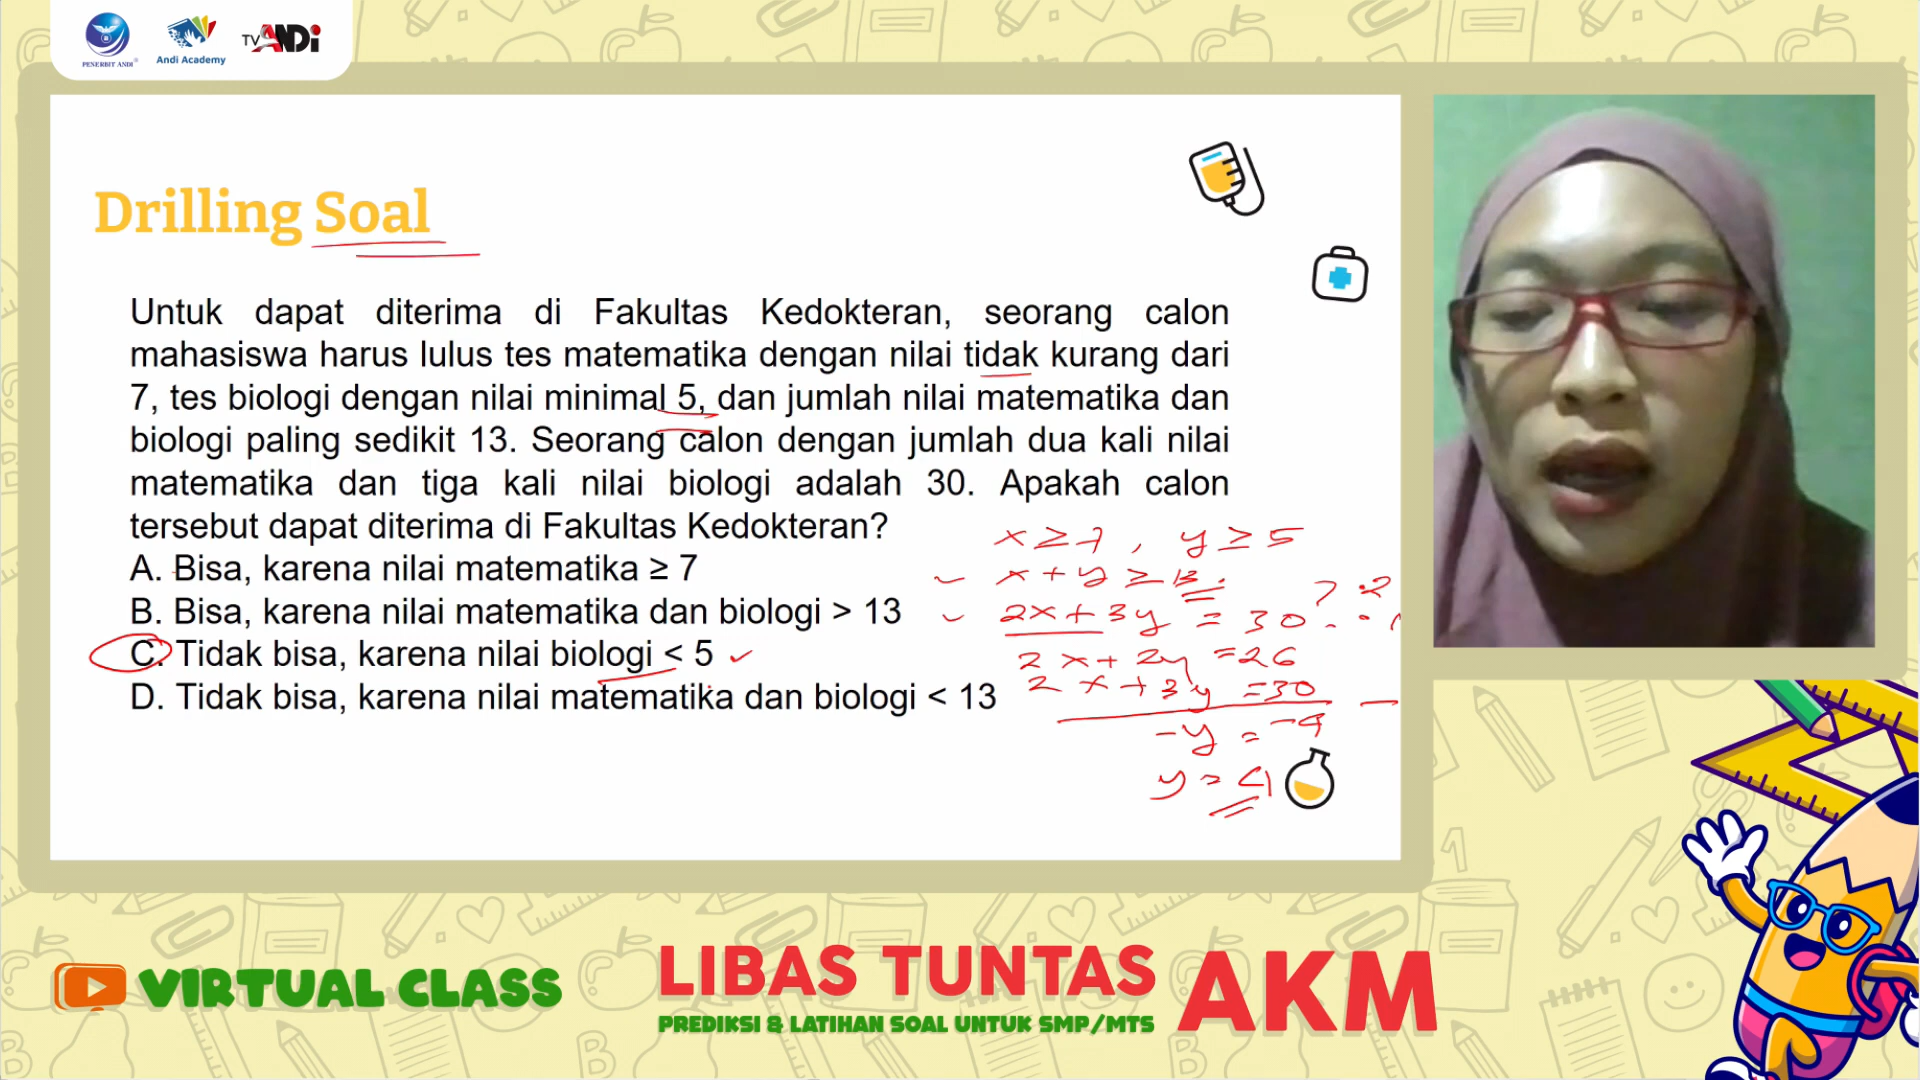 PENERBIT ANDI
Andi Academy
TV ANDi
Drilling Soal
Untuk dapat diterima di Fakultas Kedokteran, seorang calon
mahasiswa harus lulus tes matematika dengan nilai tidak kurang dari
7, tes biologi dengan nilai minimal 5, dan jumlah nilai matematika dan
biologi paling sedikit 13. Seorang calon dengan jumlah dua kali nilai
matematika dan tiga kali nilai biologi adalah 30. Apakah calon
tersebut dapat diterima di Fakultas Kedokteran?
A. Bisa, karena nilai matematika ≥ 7
B. Bisa, karena nilai matematika dan biologi > 13
C. Tidak bisa, karena nilai biologi < 5
D. Tidak bisa, karena nilai matematika dan biologi < 13
x ≥ 7, y ≥ 5
x + y ≥ 13
2x + 3y = 30
2x + 2y = 26
2x + 3y = 30
-y = -4
y = 4
VIRTUAL CLASS
LIBAS TUNTAS AKM
PREDIKSI & LATIHAN SOAL UNTUK SMP/MTS